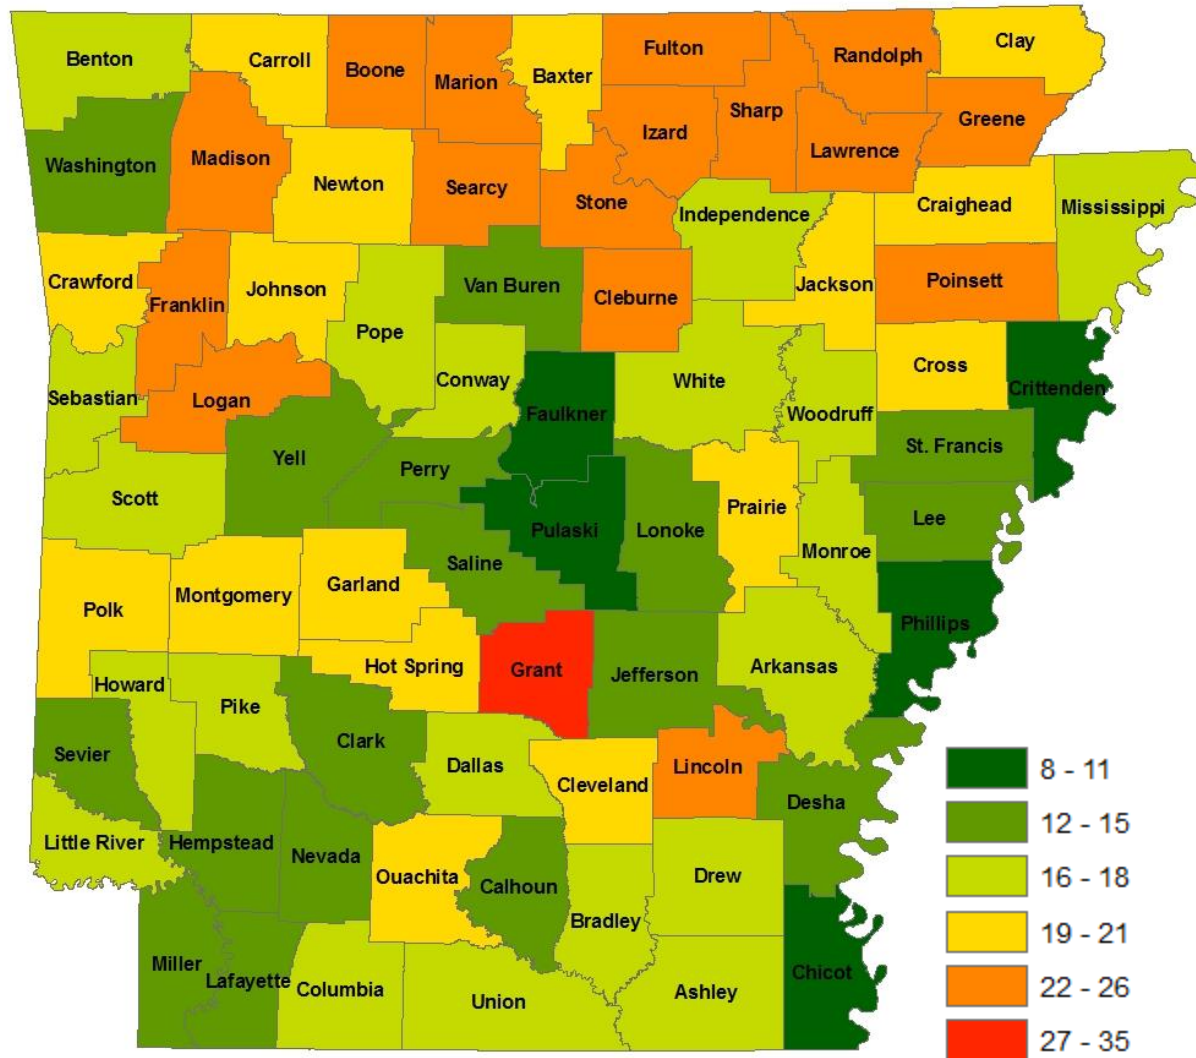 Benton
Carroll
Boone
Marion
Baxter
Fulton
Randolph
Clay
Sharp
Izard
Lawrence
Greene
Washington
Madison
Newton
Searcy
Stone
Independence
Craighead
Mississippi
Jackson
Crawford
Franklin
Johnson
Van Buren
Cleburne
Poinsett
Pope
Conway
White
Cross
Crittenden
Sebastian
Logan
Faulkner
Woodruff
Yell
Perry
St. Francis
Scott
Pulaski
Lonoke
Prairie
Lee
Saline
Monroe
Polk
Montgomery
Garland
Phillips
Hot Spring
Grant
Jefferson
Arkansas
Howard
Pike
Sevier
Clark
Dallas
Cleveland
Lincoln
Desha
Little River
Hempstead
Nevada
Ouachita
Calhoun
Drew
Bradley
Miller
Lafayette
Columbia
Union
Ashley
Chicot
8 - 11
12 - 15
16 - 18
19 - 21
22 - 26
27 - 35